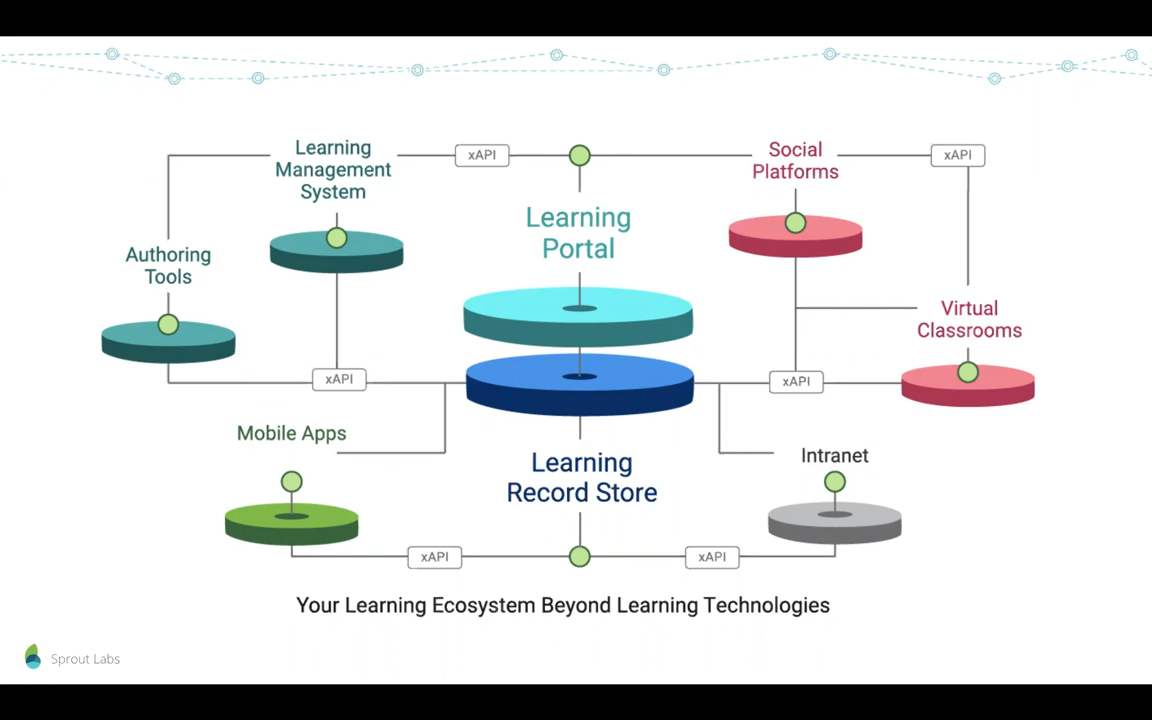 Learning
Management
System
xAPI
Social
Platforms
xAPI
Learning
Portal
Authoring
Tools
Virtual
Classrooms
xAPI
xAPI
Mobile Apps
Learning
Record Store
Intranet
xAPI
xAPI
Your Learning Ecosystem Beyond Learning Technologies
Sprout Labs